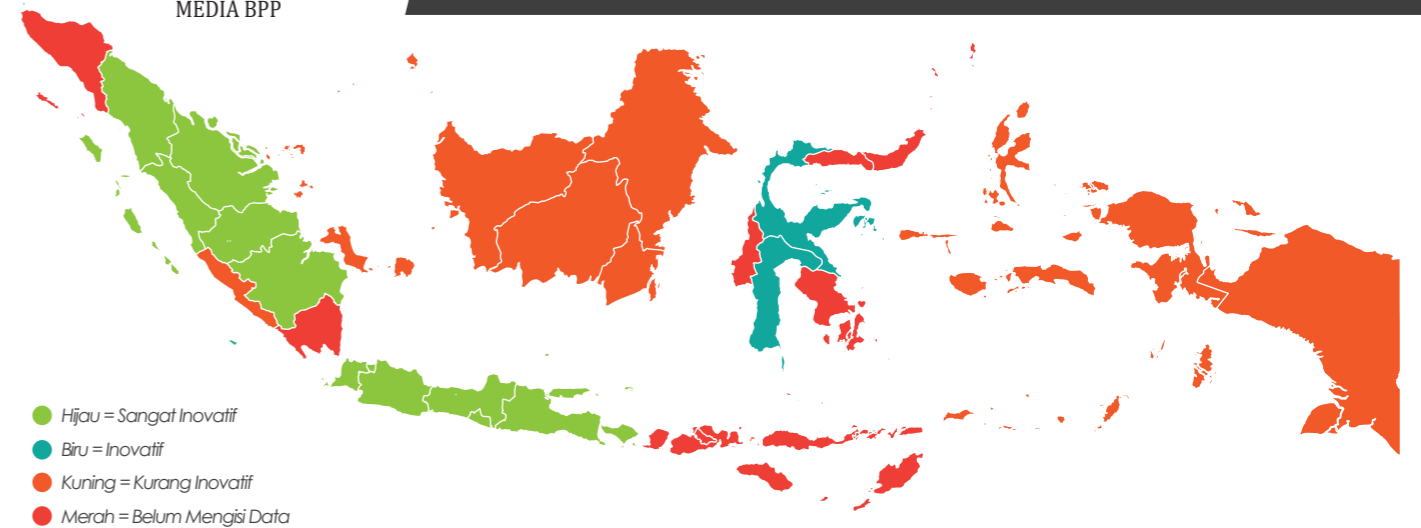 MEDIA BPP
Hijau = Sangat Inovatif
Biru = Inovatif
Kuning = Kurang Inovatif
Merah = Belum Mengisi Data